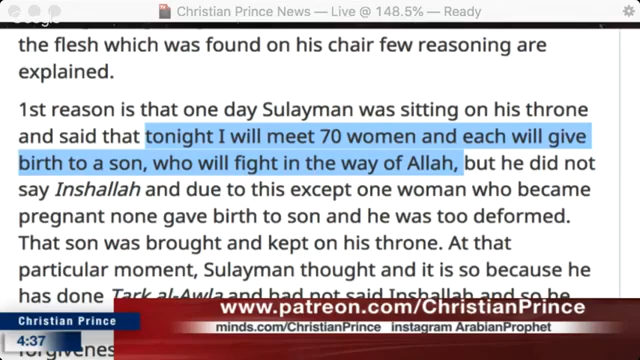 Christian Prince News — Live @ 148.5% — Ready
the flesh which was found on his chair few reasoning are
explained.
1st reason is that one day Sulayman was sitting on his throne
and said that tonight I will meet 70 women and each will give
birth to a son, who will fight in the way of Allah, but he did not
say Inshallah and due to this except one woman who became
pregnant none gave birth to son and he was too deformed.
That son was brought and kept on his throne. At that
particular moment, Sulayman thought and it is so because he
has done Tark al-Awla and had not said Inshallah and so he
www.patreon.com/ChristianPrince
Christian Prince
minds.com/ChristianPrince instagram ArabianProphet
4:37
forgiveness